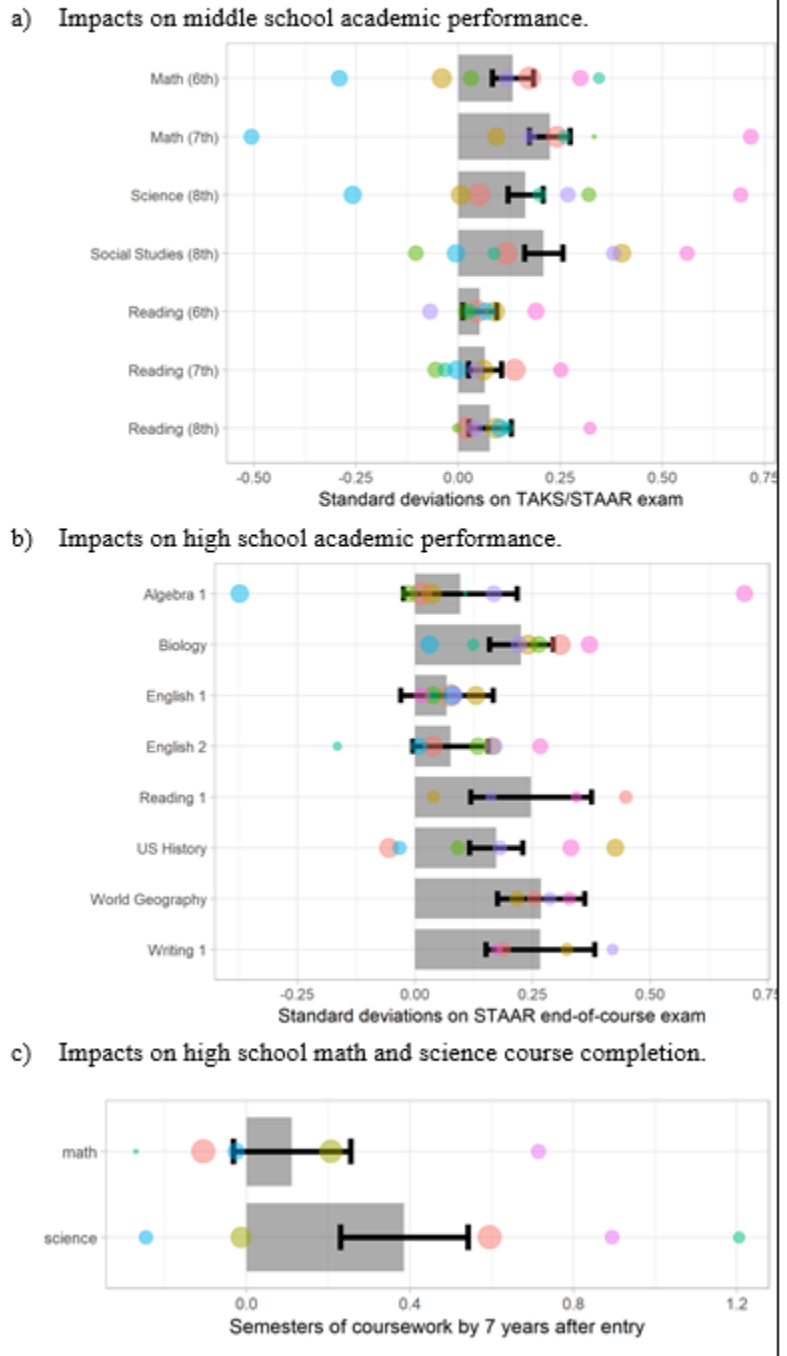 a) Impacts on middle school academic performance.
Math (6th)
Math (7th)
Science (8th)
Social Studies (8th)
Reading (6th)
Reading (7th)
Reading (8th)
-0.50 -0.25 0.00 0.25 0.50 0.75
Standard deviations on TAKS/STAAR exam
b) Impacts on high school academic performance.
Algebra 1
Biology
English 1
English 2
Reading 1
US History
World Geography
Writing 1
-0.25 0.00 0.25 0.50 0.75
Standard deviations on STAAR end-of-course exam
c) Impacts on high school math and science course completion.
math
science
0.0 0.4 0.8 1.2
Semesters of coursework by 7 years after entry